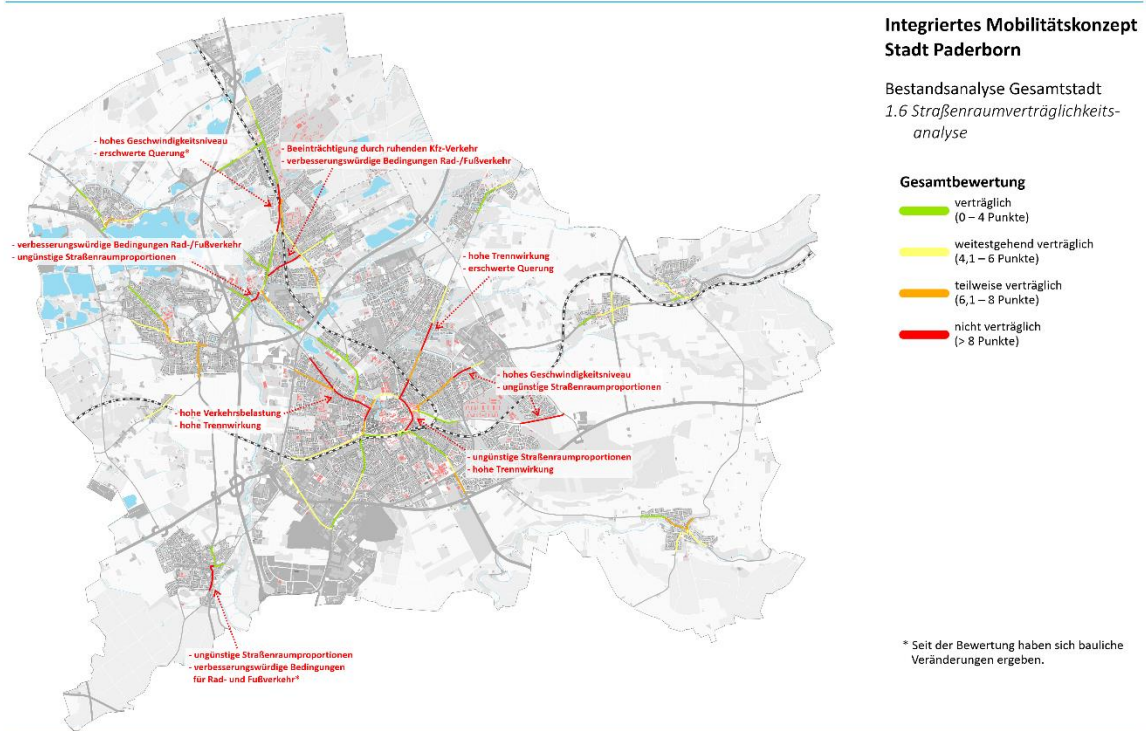 Integriertes Mobilitätskonzept
Stadt Paderborn
Bestandsanalyse Gesamtstadt
1.6 Straßenraumverträglichkeits-
analyse
Gesamtbewertung
verträglich
(0 – 4 Punkte)
weitestgehend verträglich
(4,1 – 6 Punkte)
teilweise verträglich
(6,1 – 8 Punkte)
nicht verträglich
(> 8 Punkte)
- hohes Geschwindigkeitsniveau
- erschwerte Querung*
- Beeinträchtigung durch ruhenden Kfz-Verkehr
- verbesserungswürdige Bedingungen Rad-/Fußverkehr
- verbesserungswürdige Bedingungen Rad-/Fußverkehr
- ungünstige Straßenraumproportionen
- hohe Trennwirkung
- erschwerte Querung
- hohes Geschwindigkeitsniveau
- ungünstige Straßenraumproportionen
- hohe Verkehrsbelastung
- hohe Trennwirkung
- ungünstige Straßenraumproportionen
- hohe Trennwirkung
- ungünstige Straßenraumproportionen
- verbesserungswürdige Bedingungen
für Rad- und Fußverkehr*
* Seit der Bewertung haben sich bauliche
Veränderungen ergeben.